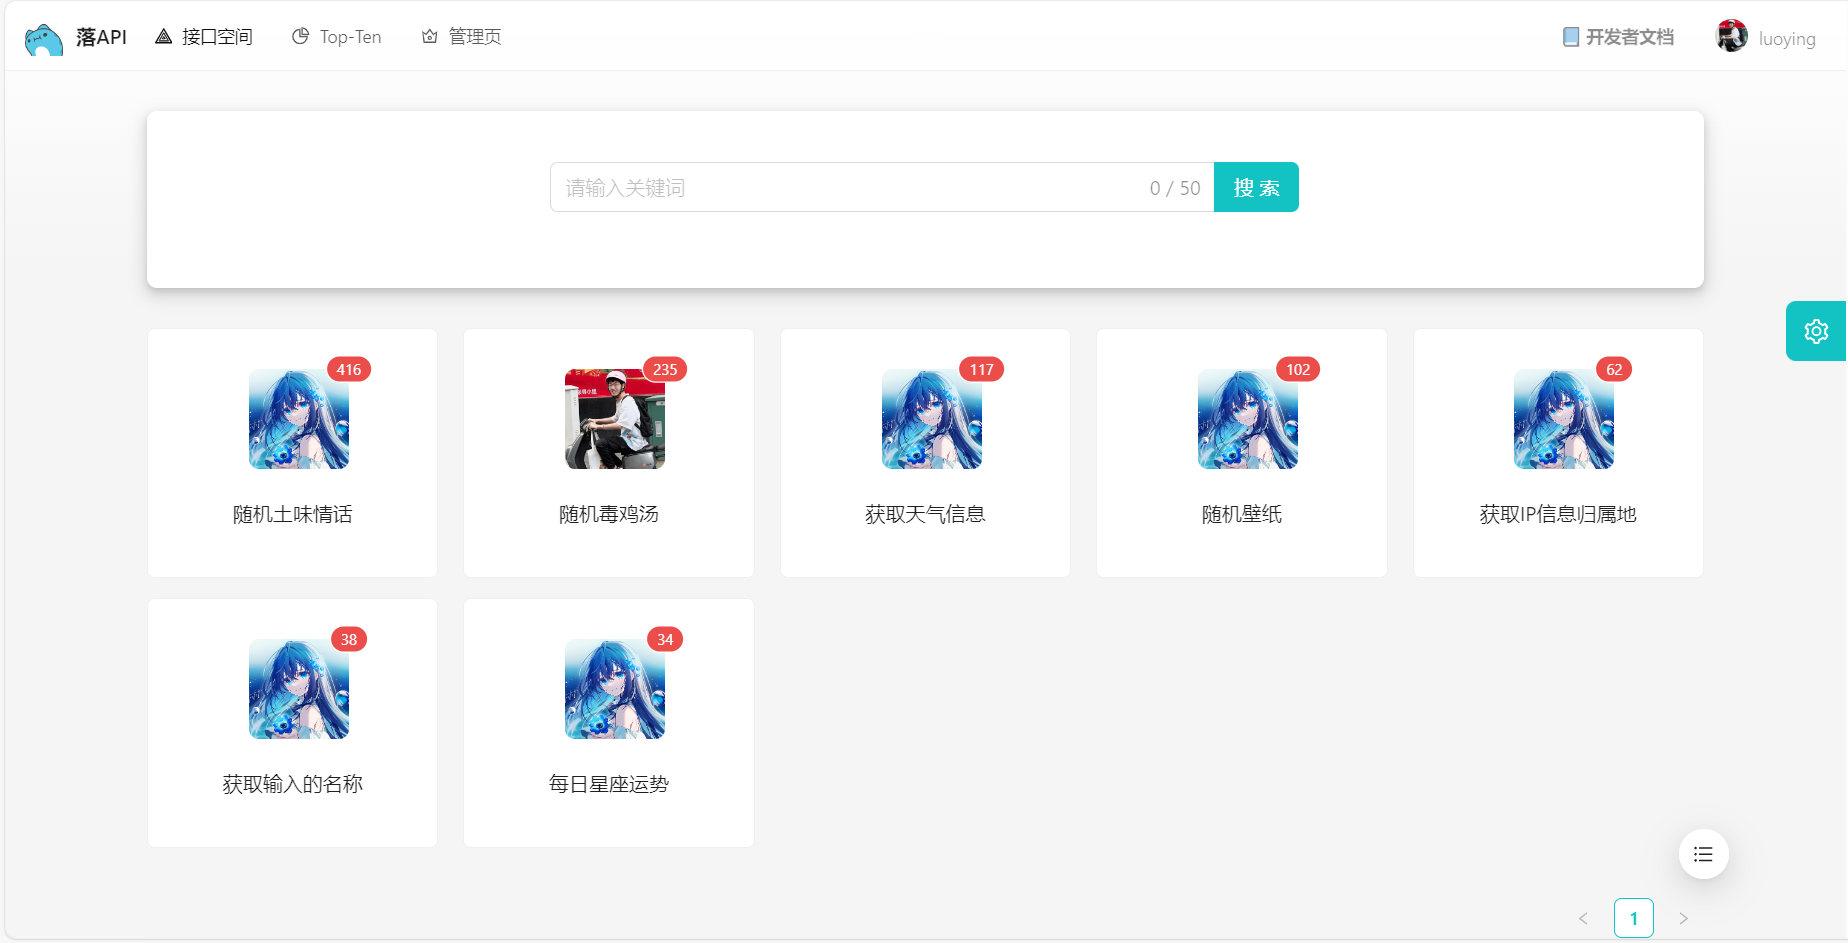 落API 接口空间 Top-Ten 管理页 开发者文档 luoying
请输入关键词 0 / 50 搜 索
416 235 117 102 62
随机土味情话 随机毒鸡汤 获取天气信息 随机壁纸 获取IP信息归属地
38 34
获取输入的名称 每日星座运势
< 1 >